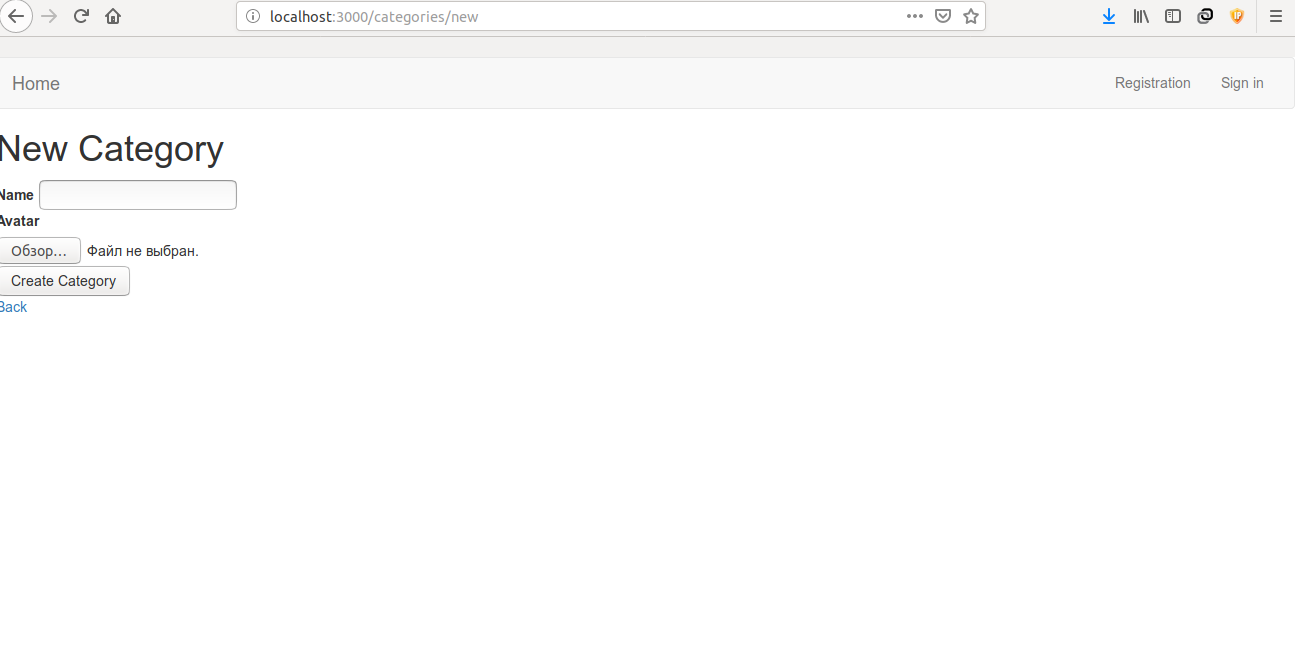 localhost:3000/categories/new
Home Registration Sign in
New Category
Name
Avatar
Обзор... Файл не выбран.
Create Category
Back